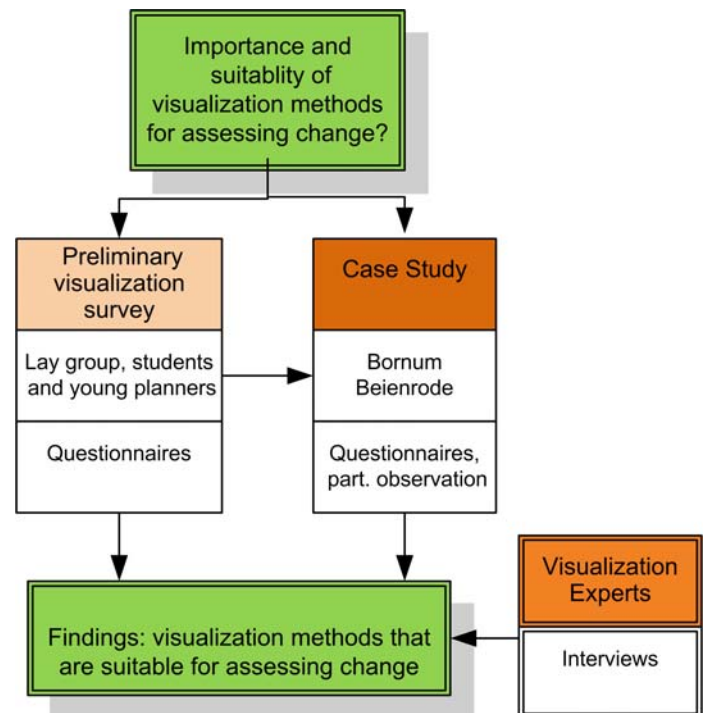 Importance and
suitablity of
visualization methods
for assessing change?
Preliminary
visualization
survey
Lay group, students
and young planners
Questionnaires
Case Study
Bornum
Beienrode
Questionnaires,
part. observation
Visualization
Experts
Interviews
Findings: visualization methods that
are suitable for assessing change